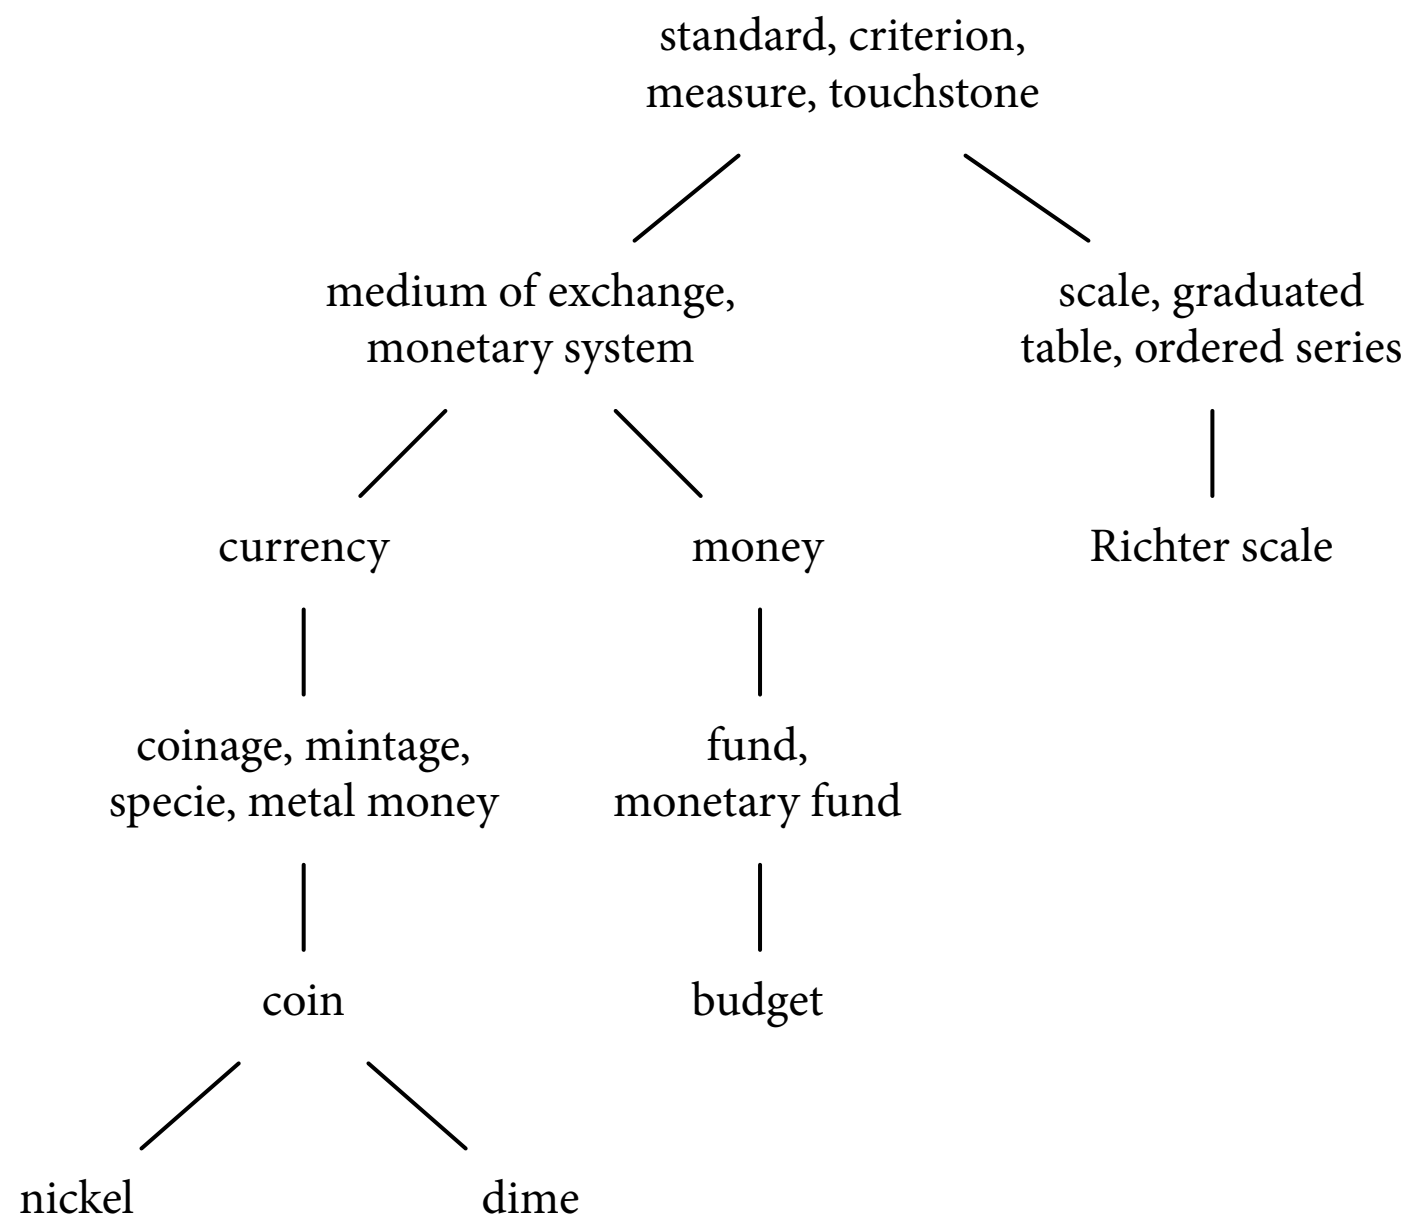 standard, criterion,
measure, touchstone
medium of exchange,
monetary system
scale, graduated
table, ordered series
currency
money
Richter scale
coinage, mintage,
specie, metal money
fund,
monetary fund
coin
budget
nickel
dime